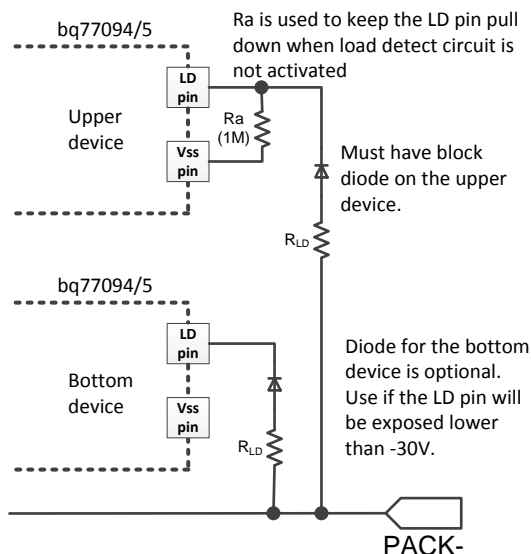 bq77094/5
Ra is used to keep the LD pin pull
down when load detect circuit is
not activated
LD
pin
Upper
device
Ra
(1M)
Vss
pin
Must have block
diode on the upper
device.
RLD
bq77094/5
LD
pin
Bottom
device
Vss
pin
RLD
Diode for the bottom
device is optional.
Use if the LD pin will
be exposed lower
than -30V.
PACK-